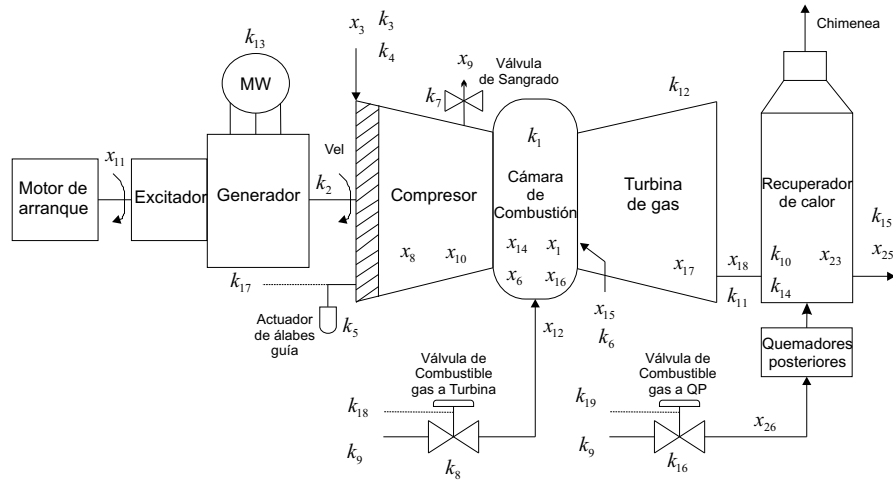 Chimenea
k13
x3 k3
k4
x9
Válvula
de Sangrado
k7
k12
MW
k1
x11
Vel
k2
Motor de
arranque
Excitador
Generador
Compresor
Cámara
de
Combustión
Turbina
de gas
Recuperador
de calor
k15
x25
x8 x10
x14 x1
x6 x16
x17
x18
k11
k10 x23
k14
k17
Actuador
de álabes
guía
k5
x12
x15
k6
Quemadores
posteriores
Válvula de
Combustible
gas a Turbina
Válvula de
Combustible
gas a QP
k18
k9
k8
k19
k9
k16
x26